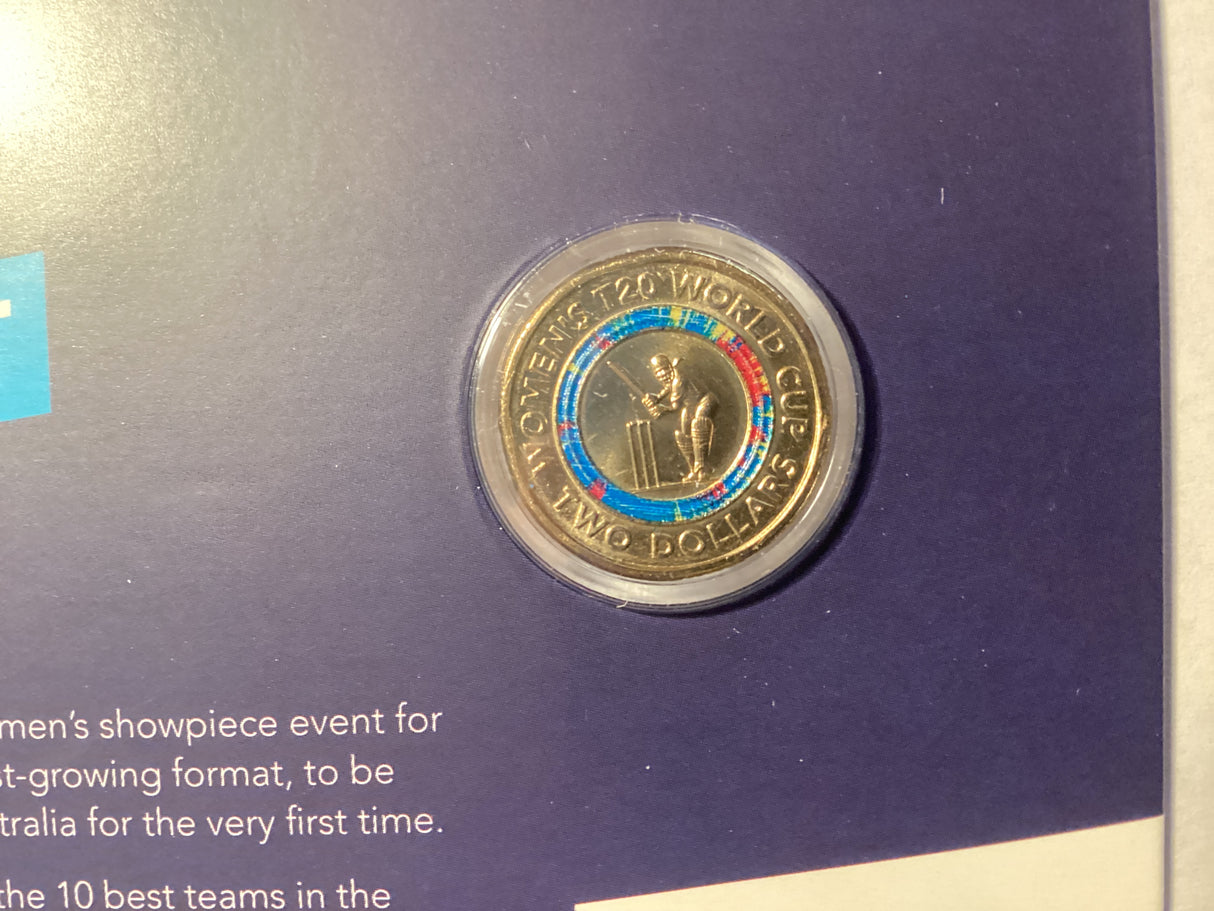 WOMEN'S T20 WORLD CUP
TWO DOLLARS
men's showpiece event for
st-growing format, to be
tralia for the very first time.
the 10 best teams in the